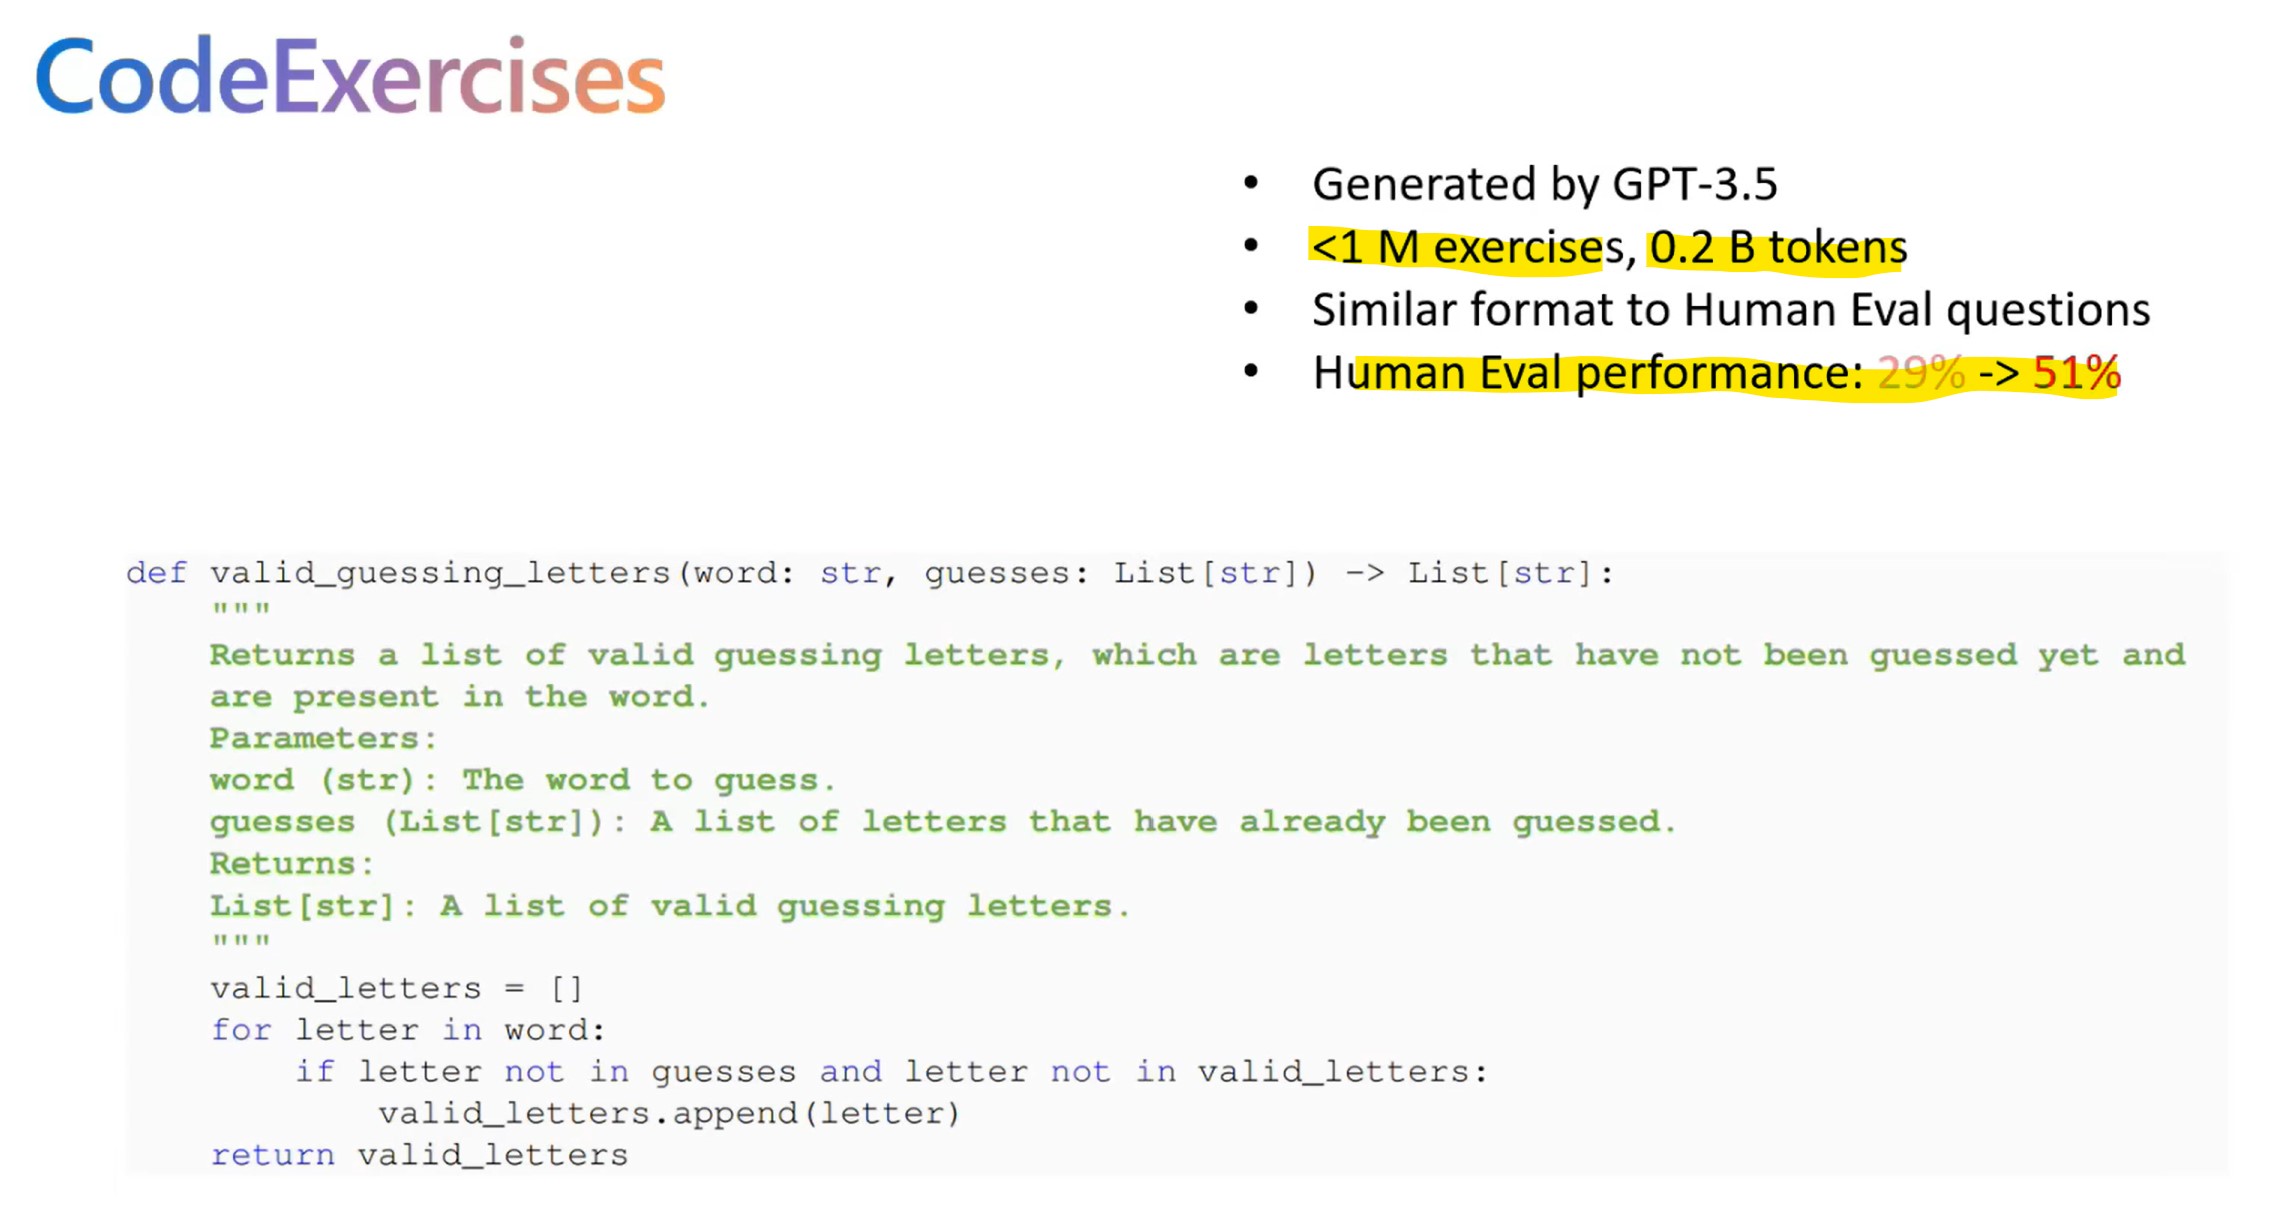 CodeExercises
• Generated by GPT-3.5
• <1 M exercises, 0.2 B tokens
• Similar format to Human Eval questions
• Human Eval performance: 29% -> 51%
def valid_guessing_letters(word: str, guesses: List[str]) -> List[str]:
    """
    Returns a list of valid guessing letters, which are letters that have not been guessed yet and
    are present in the word.
    Parameters:
    word (str): The word to guess.
    guesses (List[str]): A list of letters that have already been guessed.
    Returns:
    List[str]: A list of valid guessing letters.
    """
    valid_letters = []
    for letter in word:
        if letter not in guesses and letter not in valid_letters:
            valid_letters.append(letter)
    return valid_letters